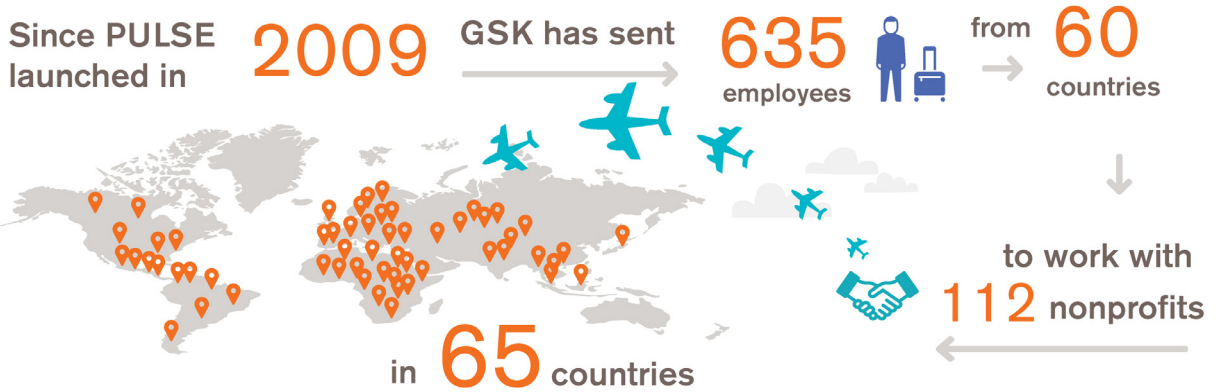 Since PULSE
launched in
2009
GSK has sent
635
employees
from 60
countries
to work with
112 nonprofits
in 65 countries